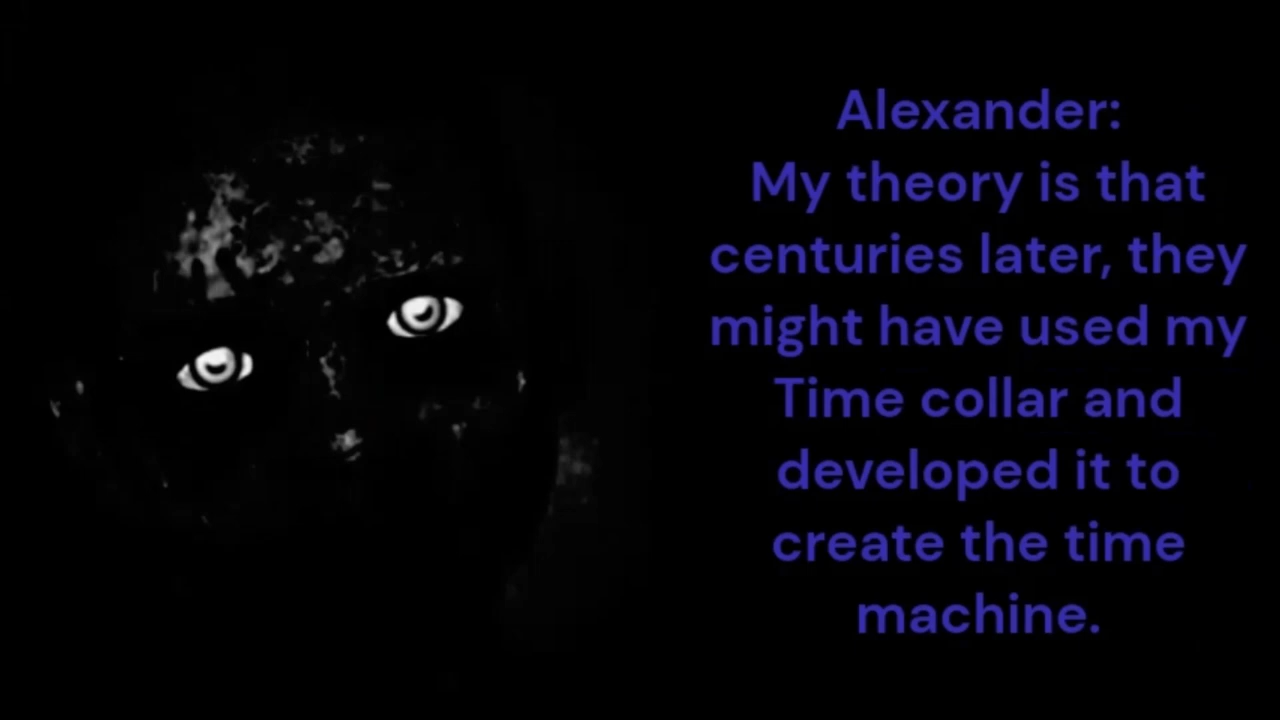 Alexander:
My theory is that
centuries later, they
might have used my
Time collar and
developed it to
create the time
machine.